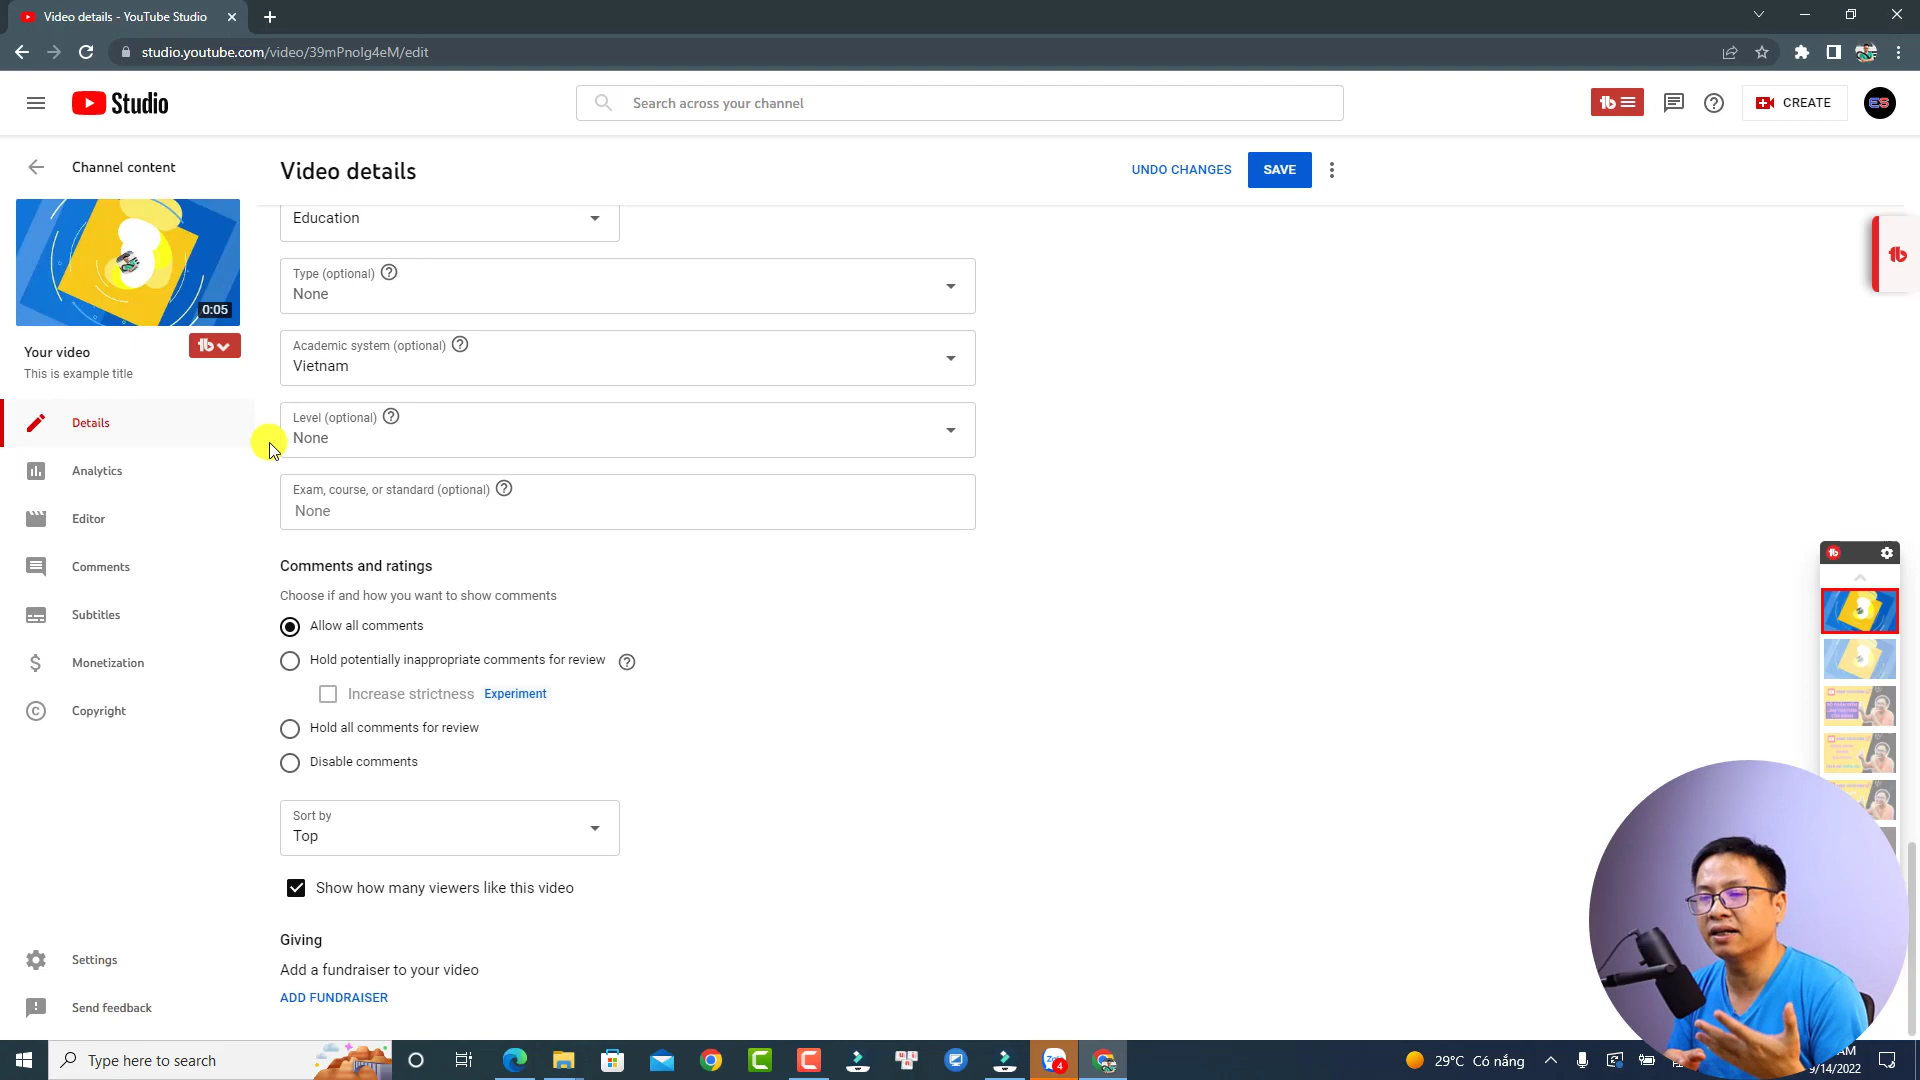 Video details - YouTube Studio
studio.youtube.com/video/39mPnolg4eM/edit
Studio
Search across your channel
CREATE
ES
Channel content
Video details
UNDO CHANGES
SAVE
0:05
Your video
This is example title
Details
Analytics
Editor
Comments
Subtitles
Monetization
Copyright
Settings
Send feedback
Education
Type (optional)
None
Academic system (optional)
Vietnam
Level (optional)
None
Exam, course, or standard (optional)
None
Comments and ratings
Choose if and how you want to show comments
Allow all comments
Hold potentially inappropriate comments for review
Increase strictness Experiment
Hold all comments for review
Disable comments
Sort by
Top
Show how many viewers like this video
Giving
Add a fundraiser to your video
ADD FUNDRAISER
Type here to search
4
29°C Có nắng
AM
9/14/2022